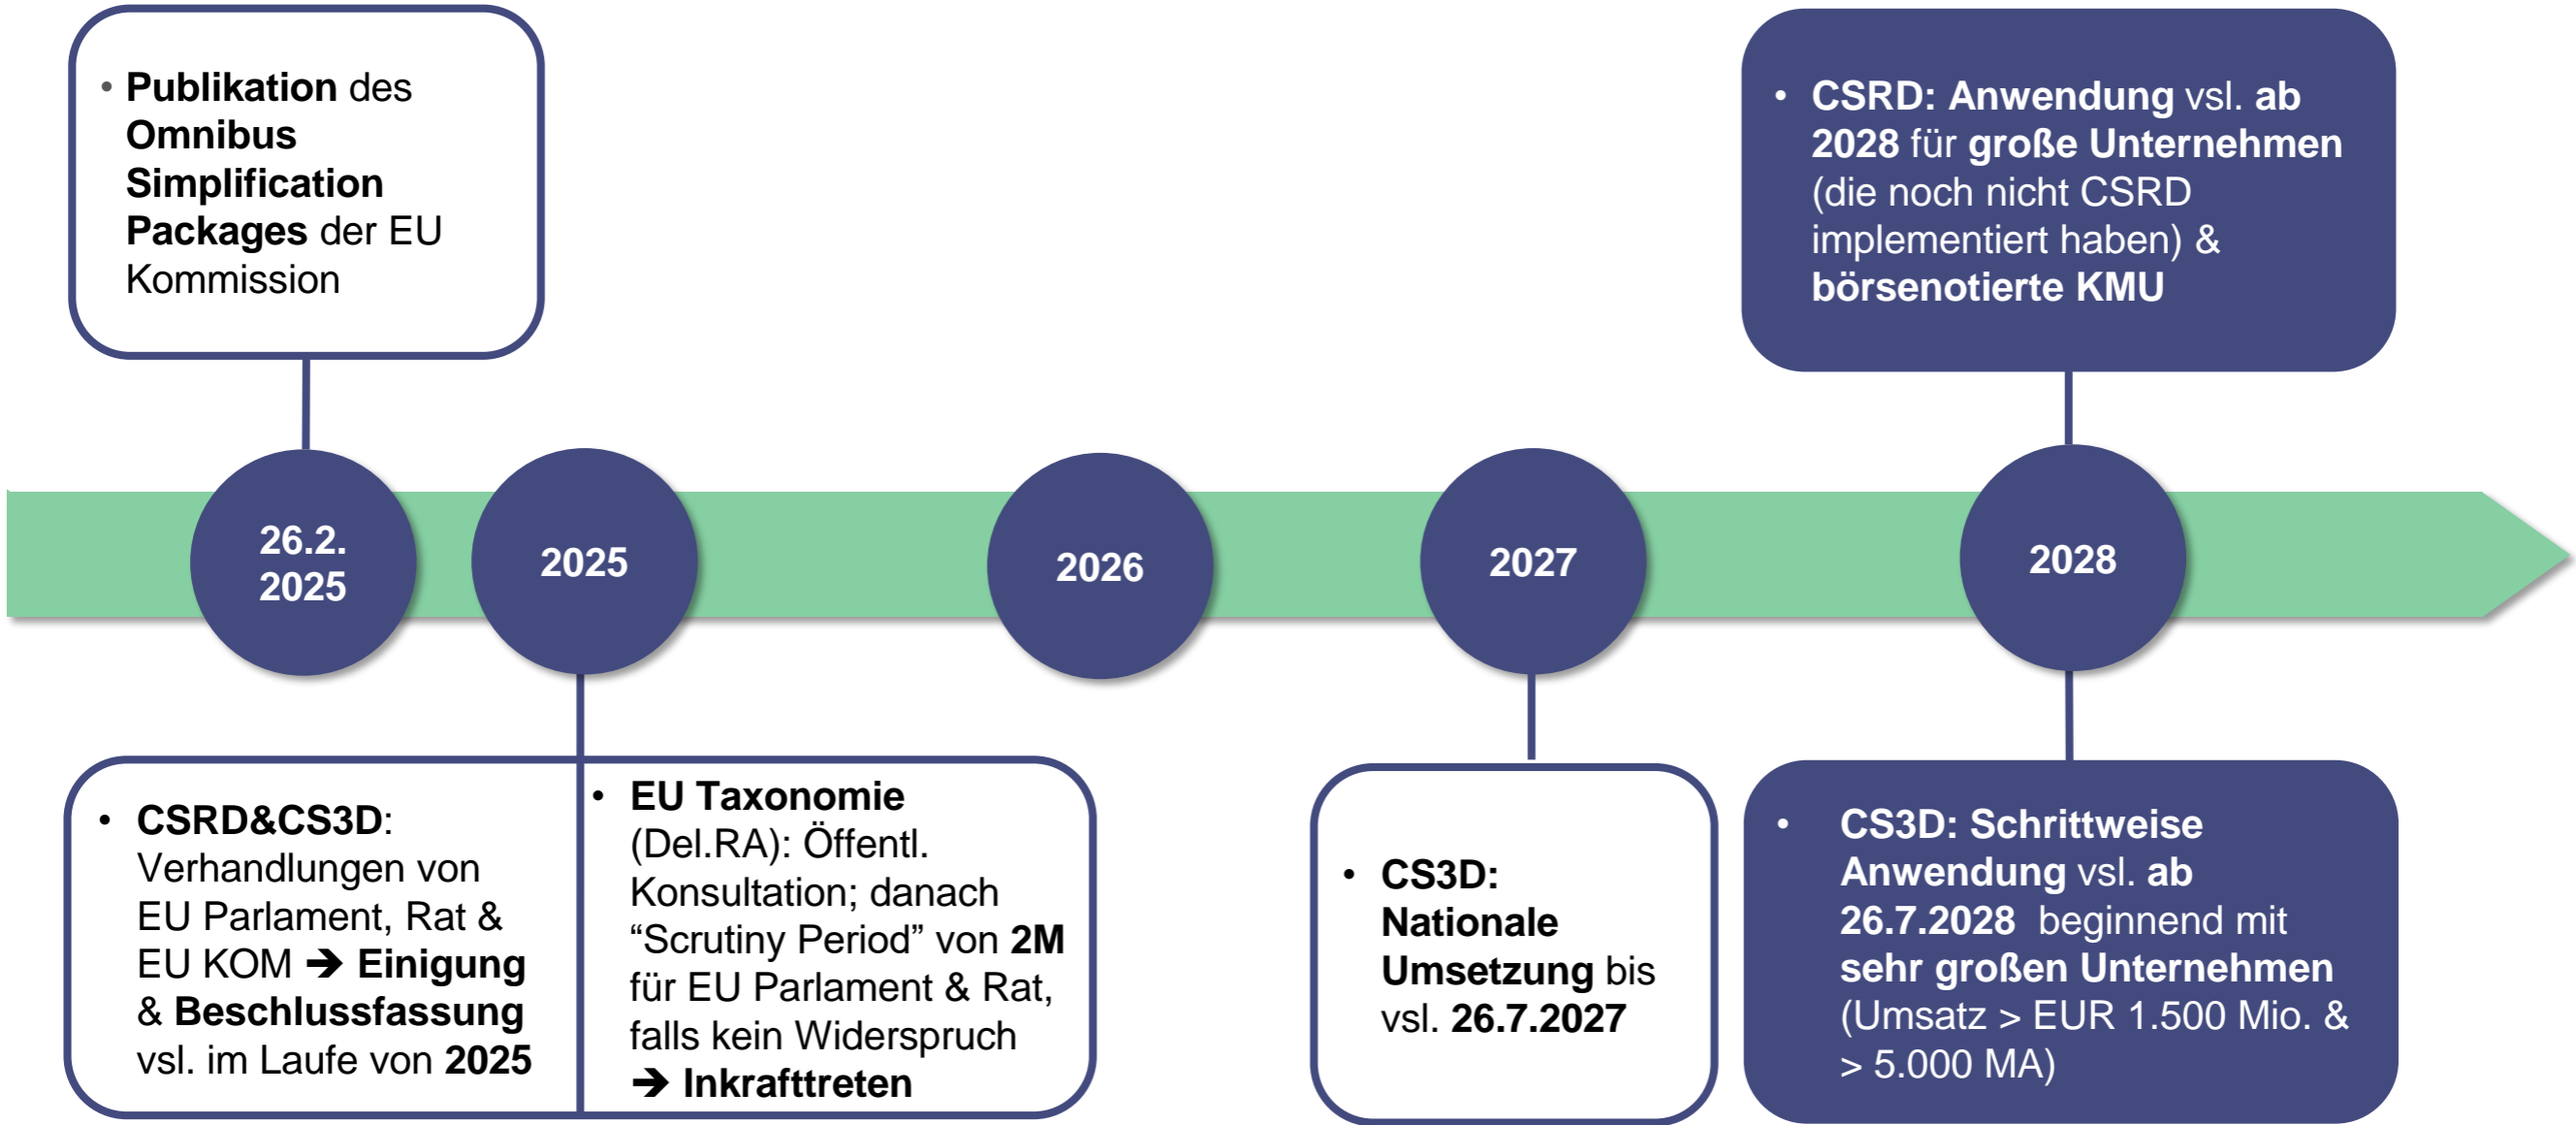 • Publikation des
Omnibus
Simplification
Packages der EU
Kommission
• CSRD: Anwendung vsl. ab
2028 für große Unternehmen
(die noch nicht CSRD
implementiert haben) &
börsenotierte KMU
26.2.
2025
2025
2026
2027
2028
• CSRD&CS3D:
Verhandlungen von
EU Parlament, Rat &
EU KOM ➔ Einigung
& Beschlussfassung
vsl. im Laufe von 2025
• EU Taxonomie
(Del.RA): Öffentl.
Konsultation; danach
“Scrutiny Period” von 2M
für EU Parlament & Rat,
falls kein Widerspruch
➔ Inkrafttreten
• CS3D:
Nationale
Umsetzung bis
vsl. 26.7.2027
• CS3D: Schrittweise
Anwendung vsl. ab
26.7.2028 beginnend mit
sehr großen Unternehmen
(Umsatz > EUR 1.500 Mio. &
> 5.000 MA)